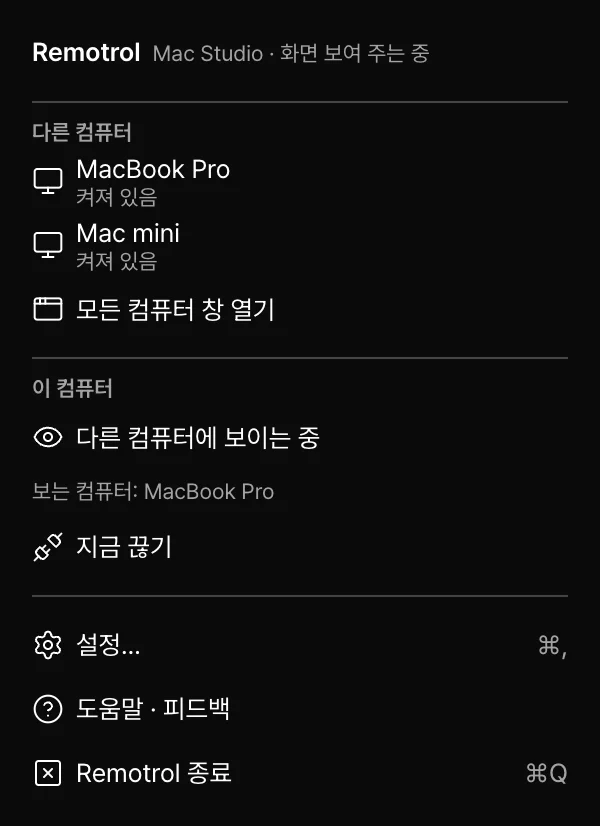 Remotrol Mac Studio · 화면 보여 주는 중
다른 컴퓨터
MacBook Pro
켜져 있음
Mac mini
켜져 있음
모든 컴퓨터 창 열기
이 컴퓨터
다른 컴퓨터에 보이는 중
보는 컴퓨터: MacBook Pro
지금 끊기
설정... ⌘,
도움말 · 피드백
Remotrol 종료 ⌘Q